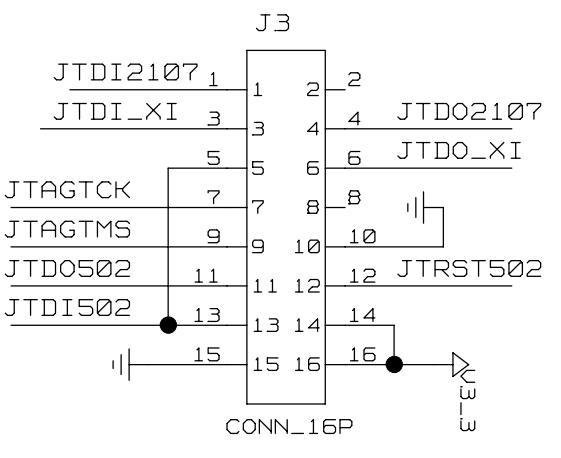 J3
JTDI2107 1 1 2 2
JTDI_XI 3 3 4 4 JTDO2107
5 5 6 6 JTDO_XI
JTAGTCK 7 7 8 8
JTAGTMS 9 9 10 10
JTDO502 11 11 12 12 JTRST502
JTDI502 13 13 14 14
15 15 16 16
V3_3
CONN_16P